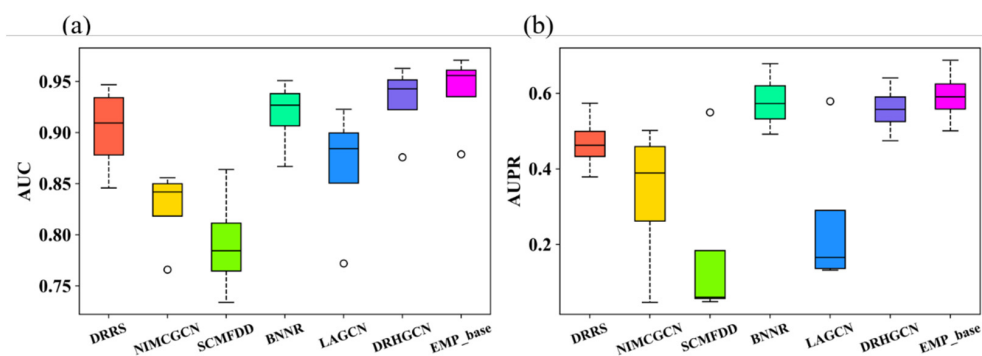 (a)
AUC
0.95
0.90
0.85
0.80
0.75
DRRS NIMCGCN SCMFDD BNNR LAGCN DRHGCN EMP_base
(b)
AUPR
0.6
0.4
0.2
DRRS NIMCGCN SCMFDD BNNR LAGCN DRHGCN EMP_base